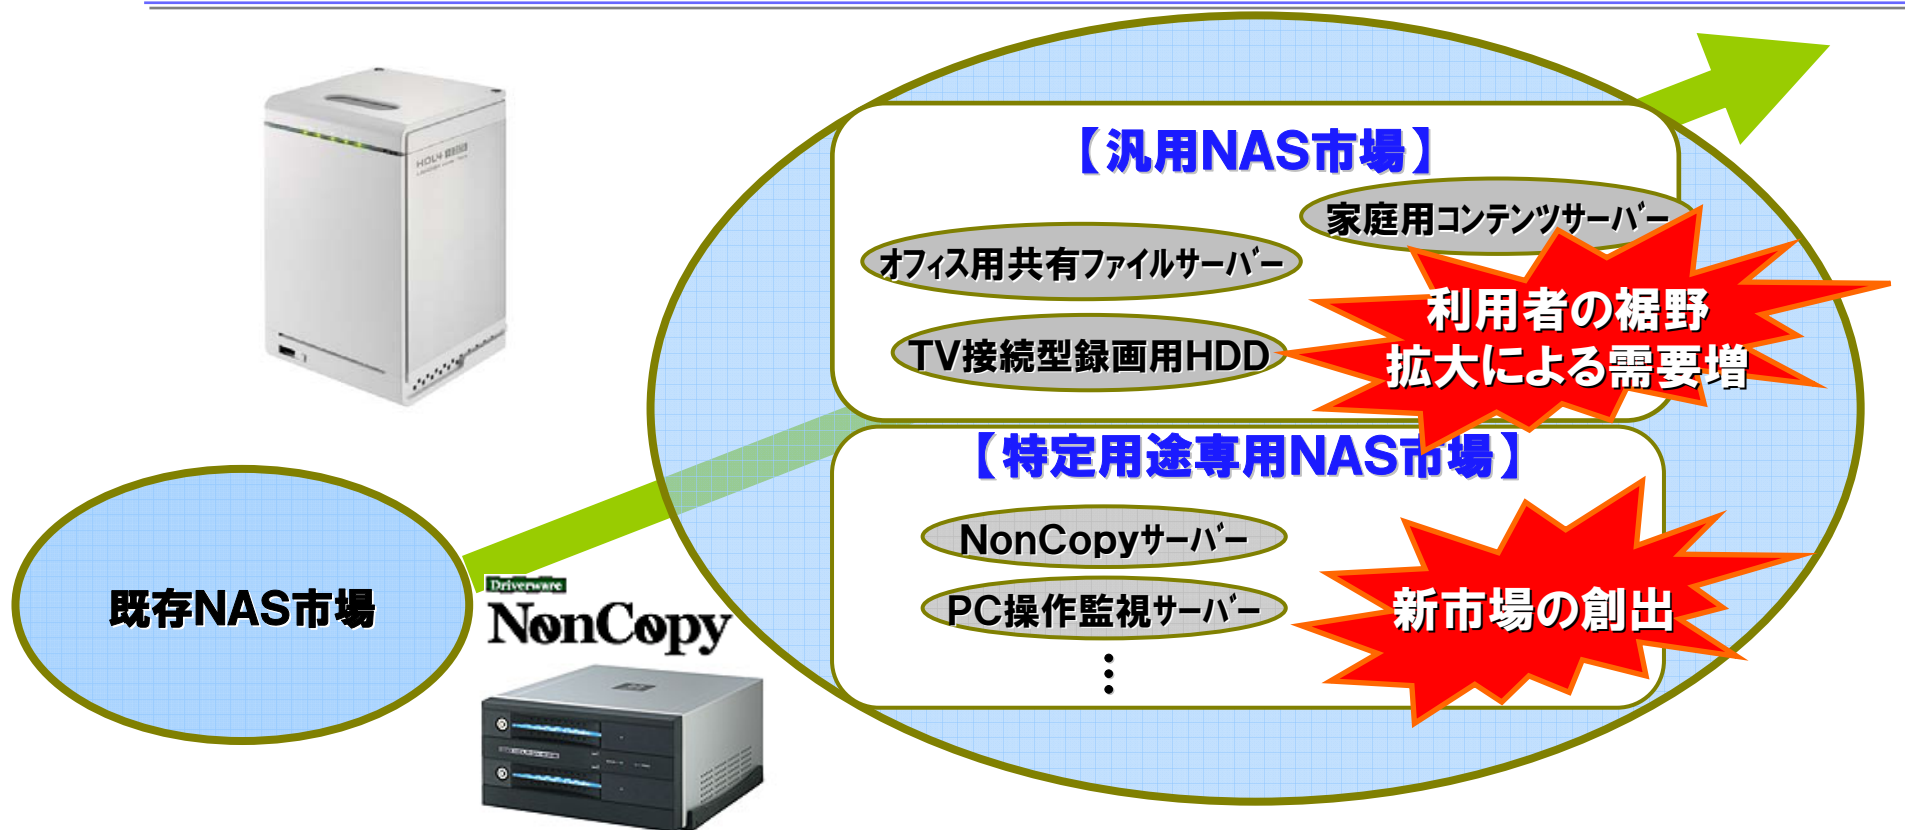 HDL4
【汎用NAS市場】
家庭用ｺﾝﾃﾝﾂｻｰﾊﾞｰ
ｵﾌｨｽ用共有ﾌｧｲﾙｻｰﾊﾞｰ
利用者の裾野
拡大による需要増
TV接続型録画用HDD
【特定用途専用NAS市場】
NonCopyｻｰﾊﾞｰ
既存NAS市場
Driverware
NonCopy
PC操作監視ｻｰﾊﾞｰ
新市場の創出
⋮